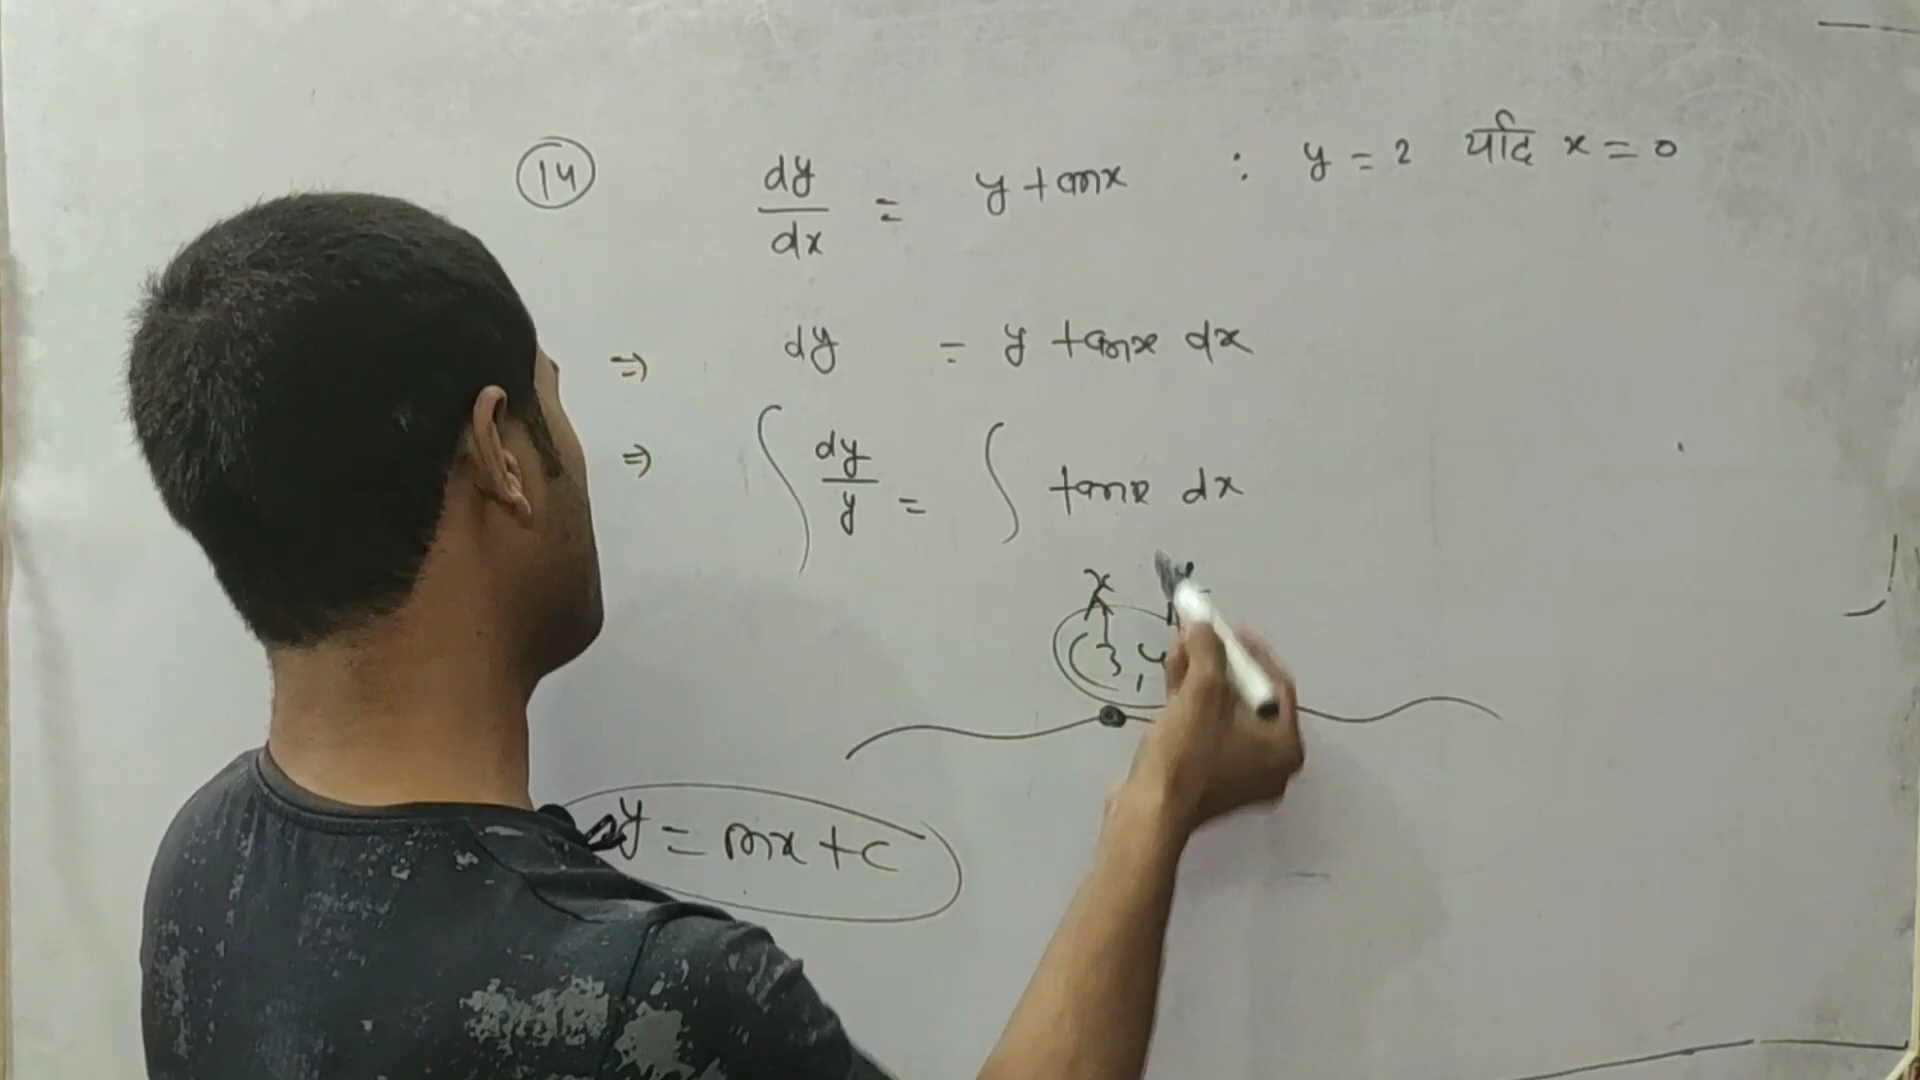 (14) dy/dx = y tanx : y = 2 यदि x = 0
⇒ dy = y tanx dx
⇒ ∫ dy/y = ∫ tanx dx
x
(3, 4
y = mx + c